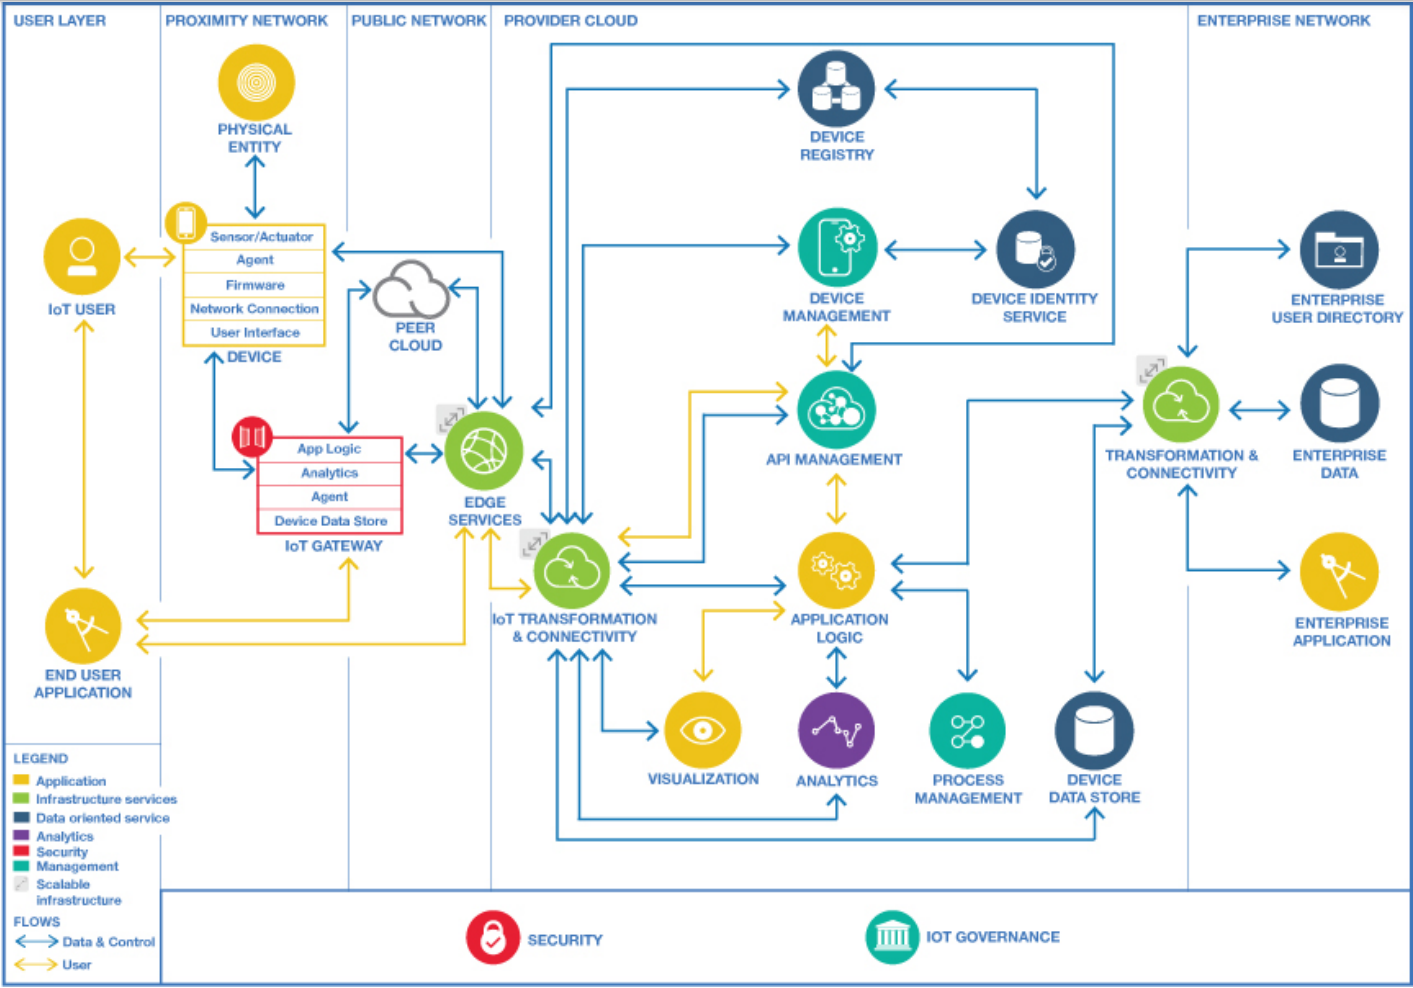 USER LAYER
PROXIMITY NETWORK
PUBLIC NETWORK
PROVIDER CLOUD
ENTERPRISE NETWORK
PHYSICAL
ENTITY
IoT USER
Sensor/Actuator
Agent
Firmware
Network Connection
User Interface
DEVICE
PEER
CLOUD
App Logic
Analytics
Agent
Device Data Store
IoT GATEWAY
EDGE
SERVICES
END USER
APPLICATION
IoT TRANSFORMATION
& CONNECTIVITY
DEVICE
REGISTRY
DEVICE
MANAGEMENT
DEVICE IDENTITY
SERVICE
API MANAGEMENT
APPLICATION
LOGIC
VISUALIZATION
ANALYTICS
PROCESS
MANAGEMENT
DEVICE
DATA STORE
TRANSFORMATION &
CONNECTIVITY
ENTERPRISE
USER DIRECTORY
ENTERPRISE
DATA
ENTERPRISE
APPLICATION
LEGEND
Application
Infrastructure services
Data oriented service
Analytics
Security
Management
Scalable
infrastructure
FLOWS
Data & Control
User
SECURITY
IOT GOVERNANCE